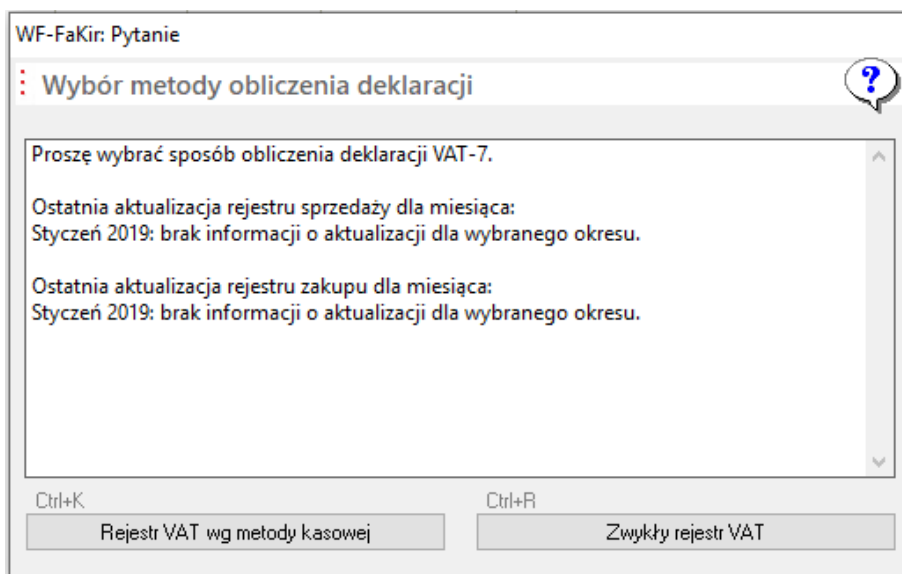 WF-FaKir: Pytanie
Wybór metody obliczenia deklaracji
?
Proszę wybrać sposób obliczenia deklaracji VAT-7.
Ostatnia aktualizacja rejestru sprzedaży dla miesiąca:
Styczeń 2019: brak informacji o aktualizacji dla wybranego okresu.
Ostatnia aktualizacja rejestru zakupu dla miesiąca:
Styczeń 2019: brak informacji o aktualizacji dla wybranego okresu.
Ctrl+K
Ctrl+R
Rejestr VAT wg metody kasowej
Zwykły rejestr VAT